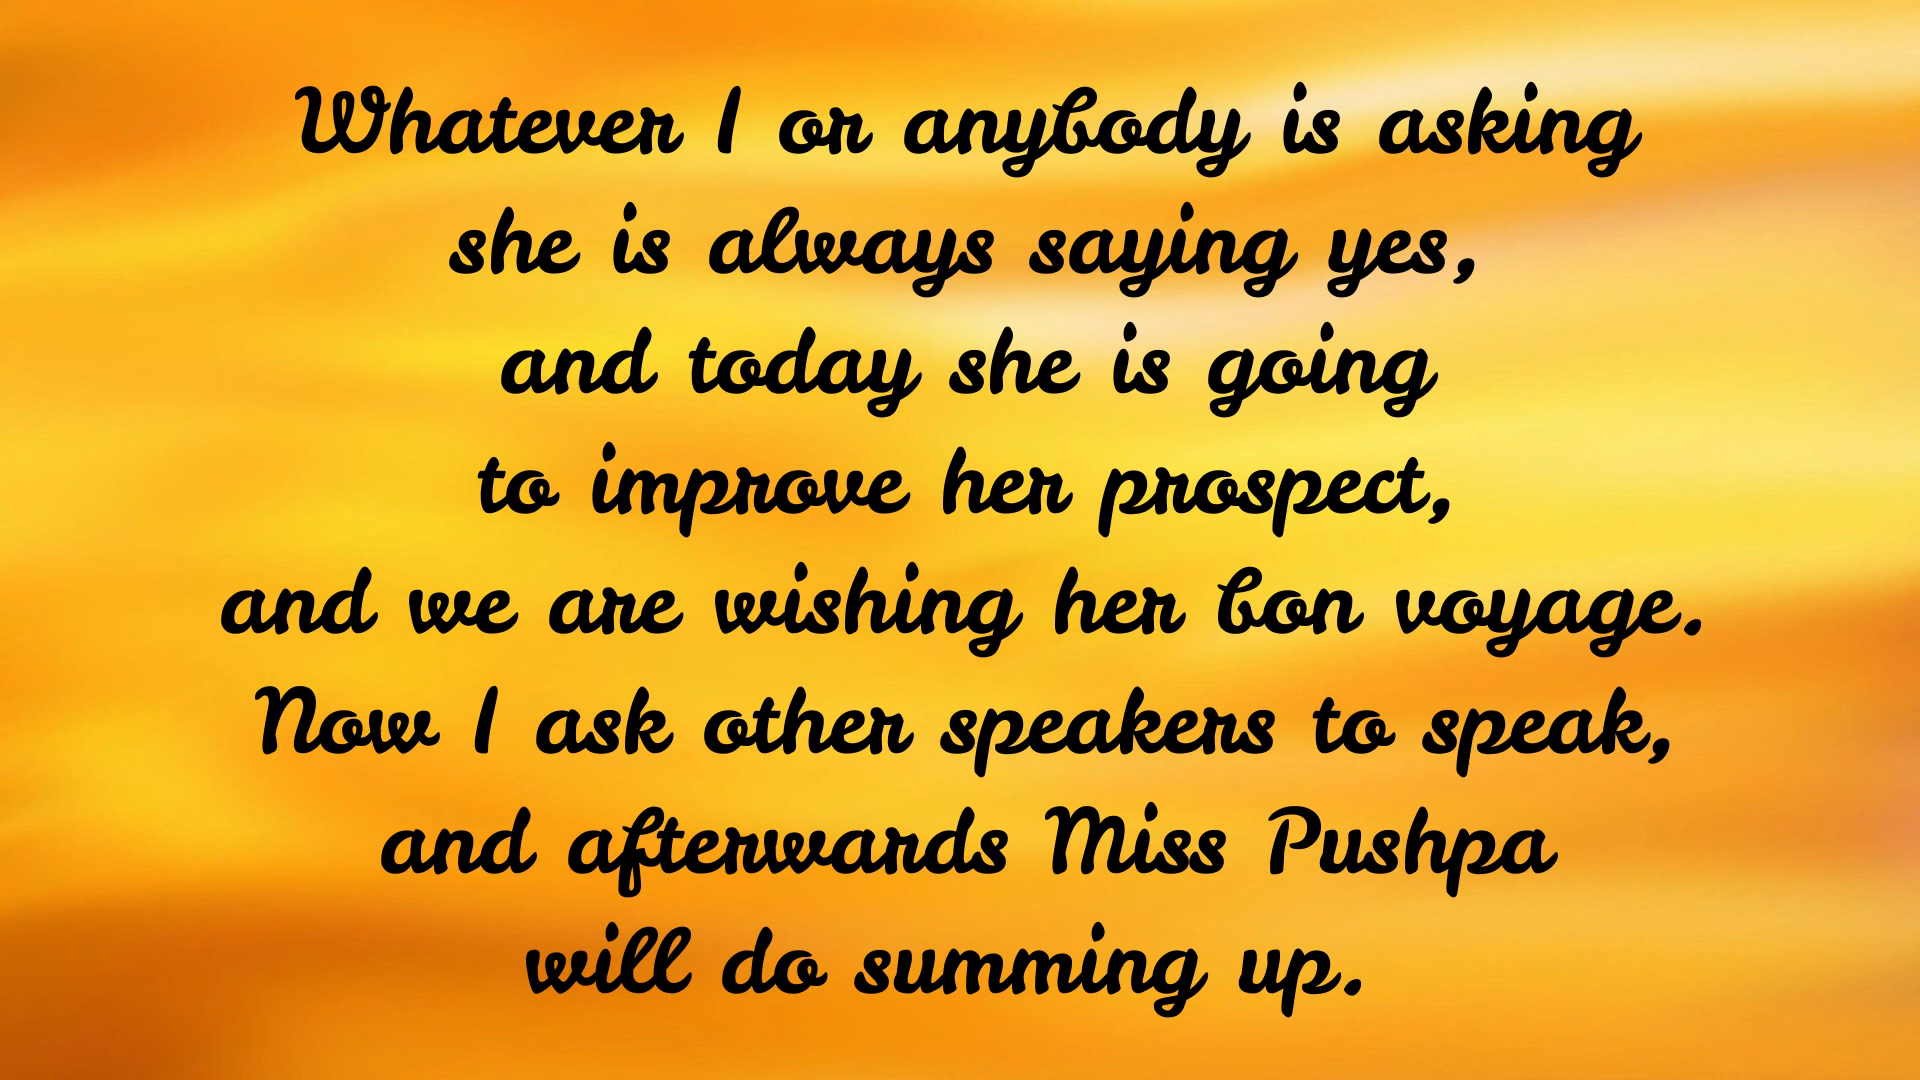 Whatever I or anybody is asking
she is always saying yes,
and today she is going
to improve her prospect,
and we are wishing her bon voyage.
Now I ask other speakers to speak,
and afterwards Miss Pushpa
will do summing up.